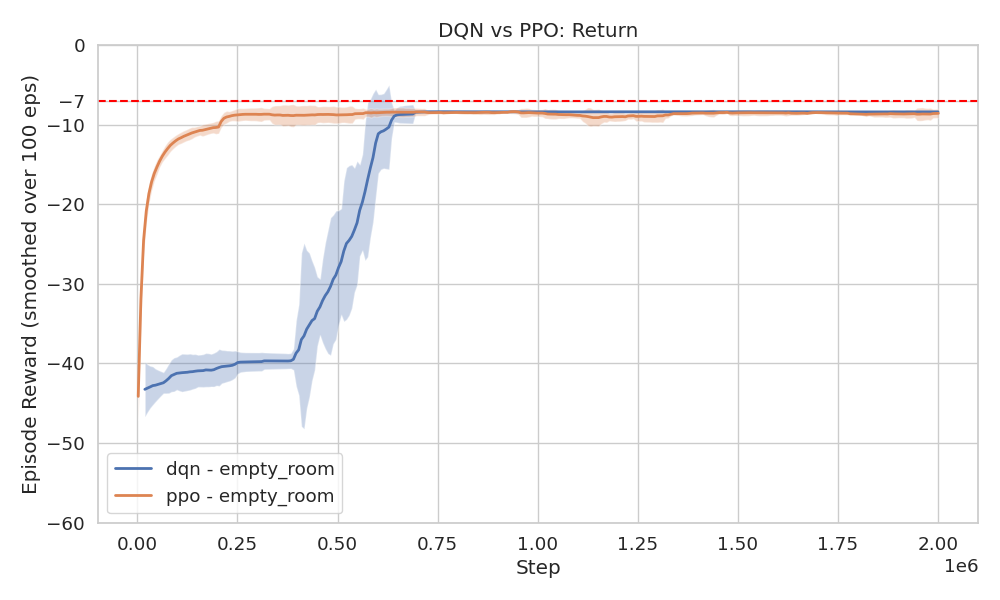 DQN vs PPO: Return
Episode Reward (smoothed over 100 eps)
0
−7
−10
−20
−30
−40
−50
−60
dqn - empty_room
ppo - empty_room
0.00 0.25 0.50 0.75 1.00 1.25 1.50 1.75 2.00
1e6
Step